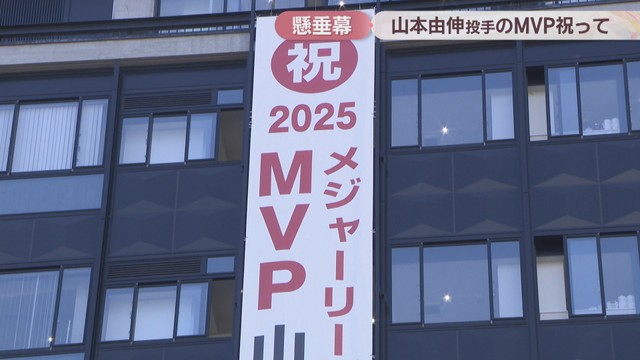 懸垂幕
山本由伸投手のMVP祝って
祝
2025
メジャーリー
MVP
山